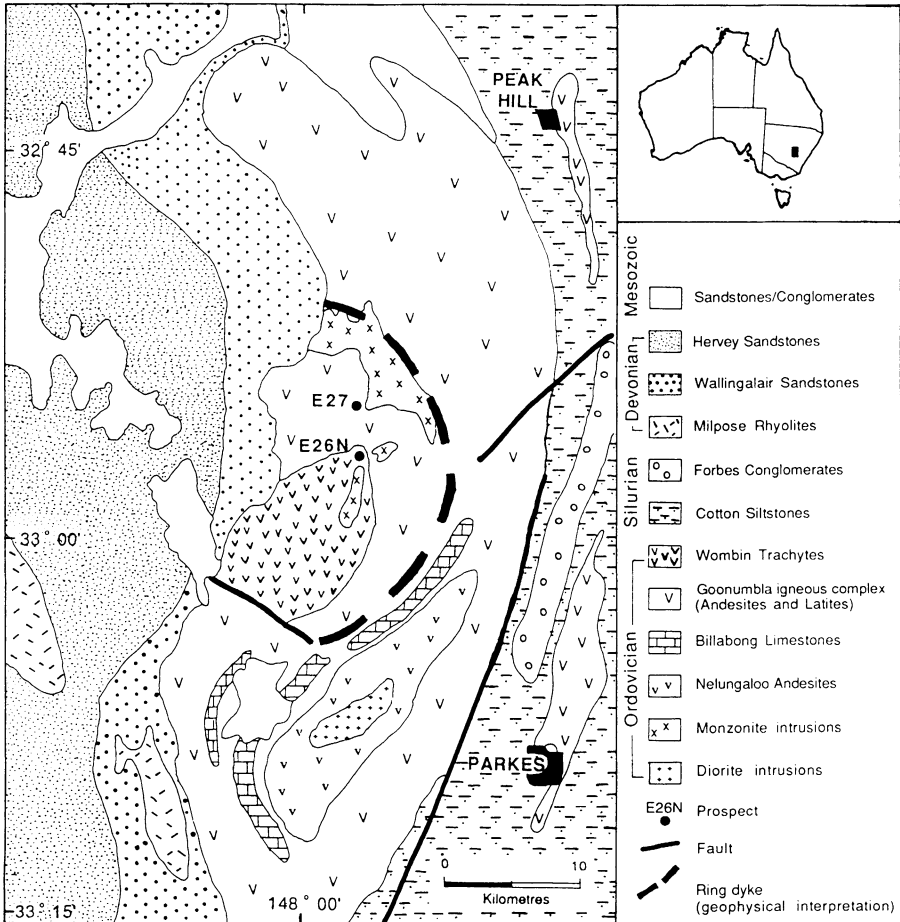 PEAK
HILL
32° 45'
E27
E26N
33° 00'
PARKES
0 10
Kilometres
148° 00'
33° 15'
Mesozoic
Devonian
Silurian
Ordovician
Sandstones/Conglomerates
Hervey Sandstones
Wallingalair Sandstones
Milpose Rhyolites
Forbes Conglomerates
Cotton Siltstones
Wombin Trachytes
Goonumbla igneous complex
(Andesites and Latites)
Billabong Limestones
Nelungaloo Andesites
Monzonite intrusions
Diorite intrusions
E26N
Prospect
Fault
Ring dyke
(geophysical interpretation)